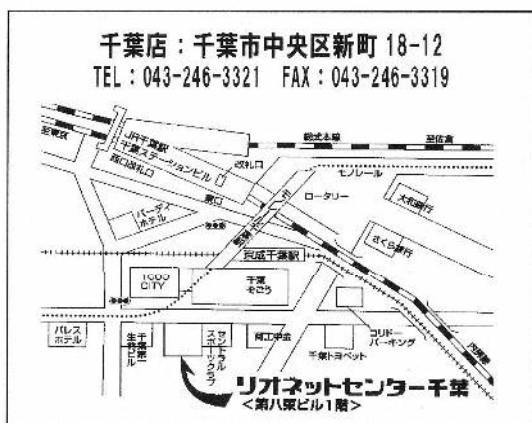 千葉店：千葉市中央区新町 18-12
TEL：043-246-3321 FAX：043-246-3319
総武本線
至佐倉
至東京
JR千葉駅
千葉ステーションビル
改札口
西口改札口
モノレール
東口
ロータリー
大和銀行
パーティ
ホテル
さくら銀行
京成千葉駅
TOGO
CITY
千葉
そごう
内房線
パレス
ホテル
千葉第一
生命ビル
セントラル
スポーツクラブ
商工中金
コリドー
パーキング
千葉トヨペット
リオネットセンター千葉
＜第八東ビル1階＞